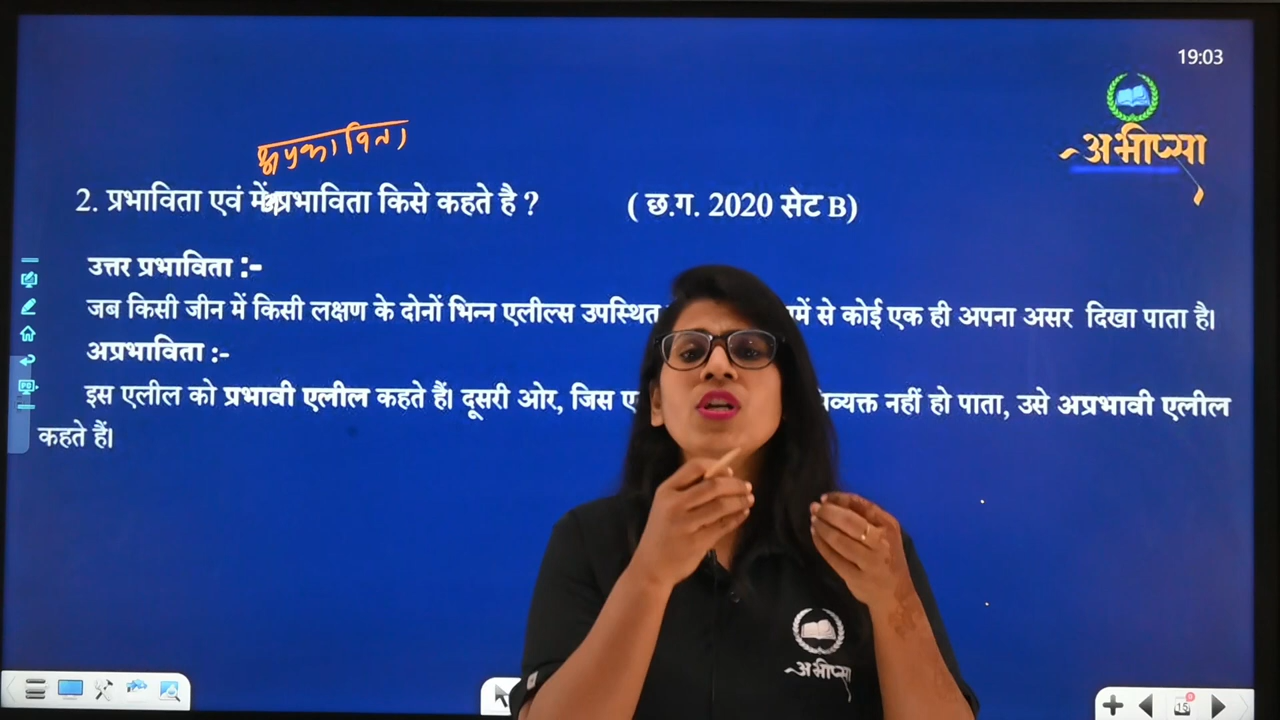 19:03
अभीप्सा
अप्रभाविता
2. प्रभाविता एवं में अप्रभाविता किसे कहते है ? ( छ.ग. 2020 सेट B)
उत्तर प्रभाविता :-
जब किसी जीन में किसी लक्षण के दोनों भिन्न एलील्स उपस्थित में से कोई एक ही अपना असर दिखा पाता है।
अप्रभाविता :-
इस एलील को प्रभावी एलील कहते हैं। दूसरी ओर, जिस नहीं हो पाता, उसे अप्रभावी एलील
कहते हैं।
अभीप्सा
15